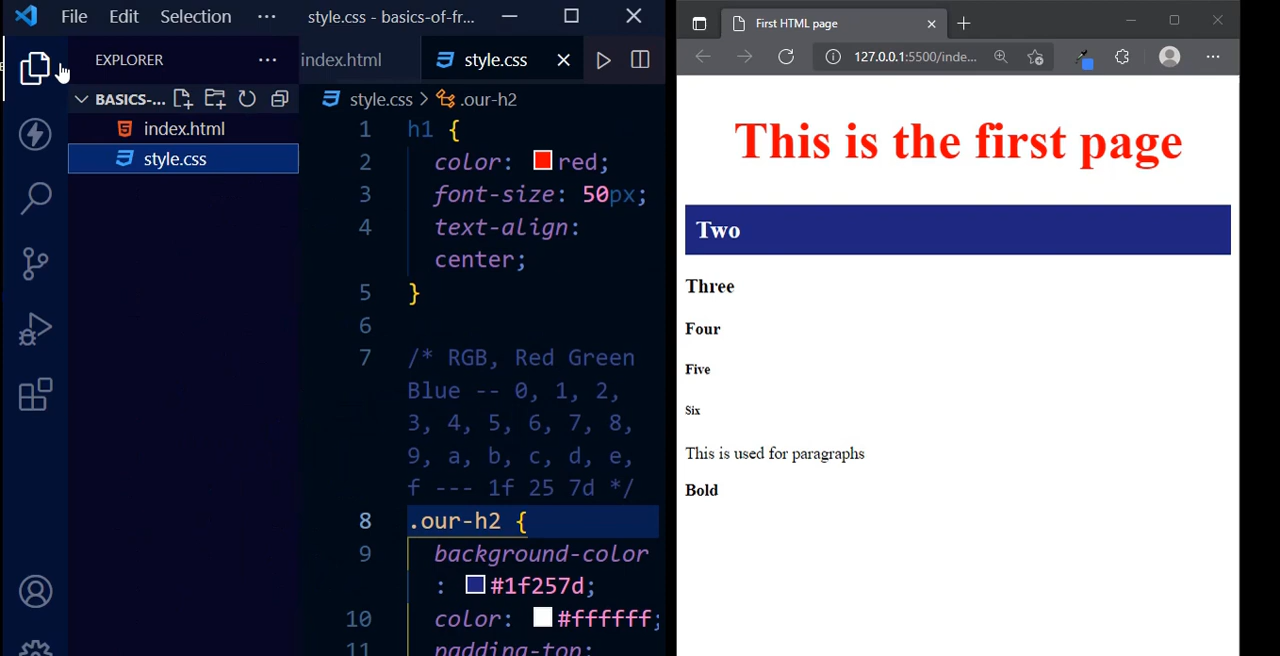 File Edit Selection ··· style.css - basics-of-fr...
EXPLORER ···
BASICS-...
index.html
style.css
index.html style.css
style.css > .our-h2
1 h1 {
2 color: red;
3 font-size: 50px;
4 text-align:
center;
5 }
6
7 /* RGB, Red Green
Blue -- 0, 1, 2,
3, 4, 5, 6, 7, 8,
9, a, b, c, d, e,
f --- 1f 25 7d */
8 .our-h2 {
9 background-color
: #1f257d;
10 color: #ffffff;
11 padding-top:
First HTML page
127.0.0.1:5500/inde...
This is the first page
Two
Three
Four
Five
Six
This is used for paragraphs
Bold